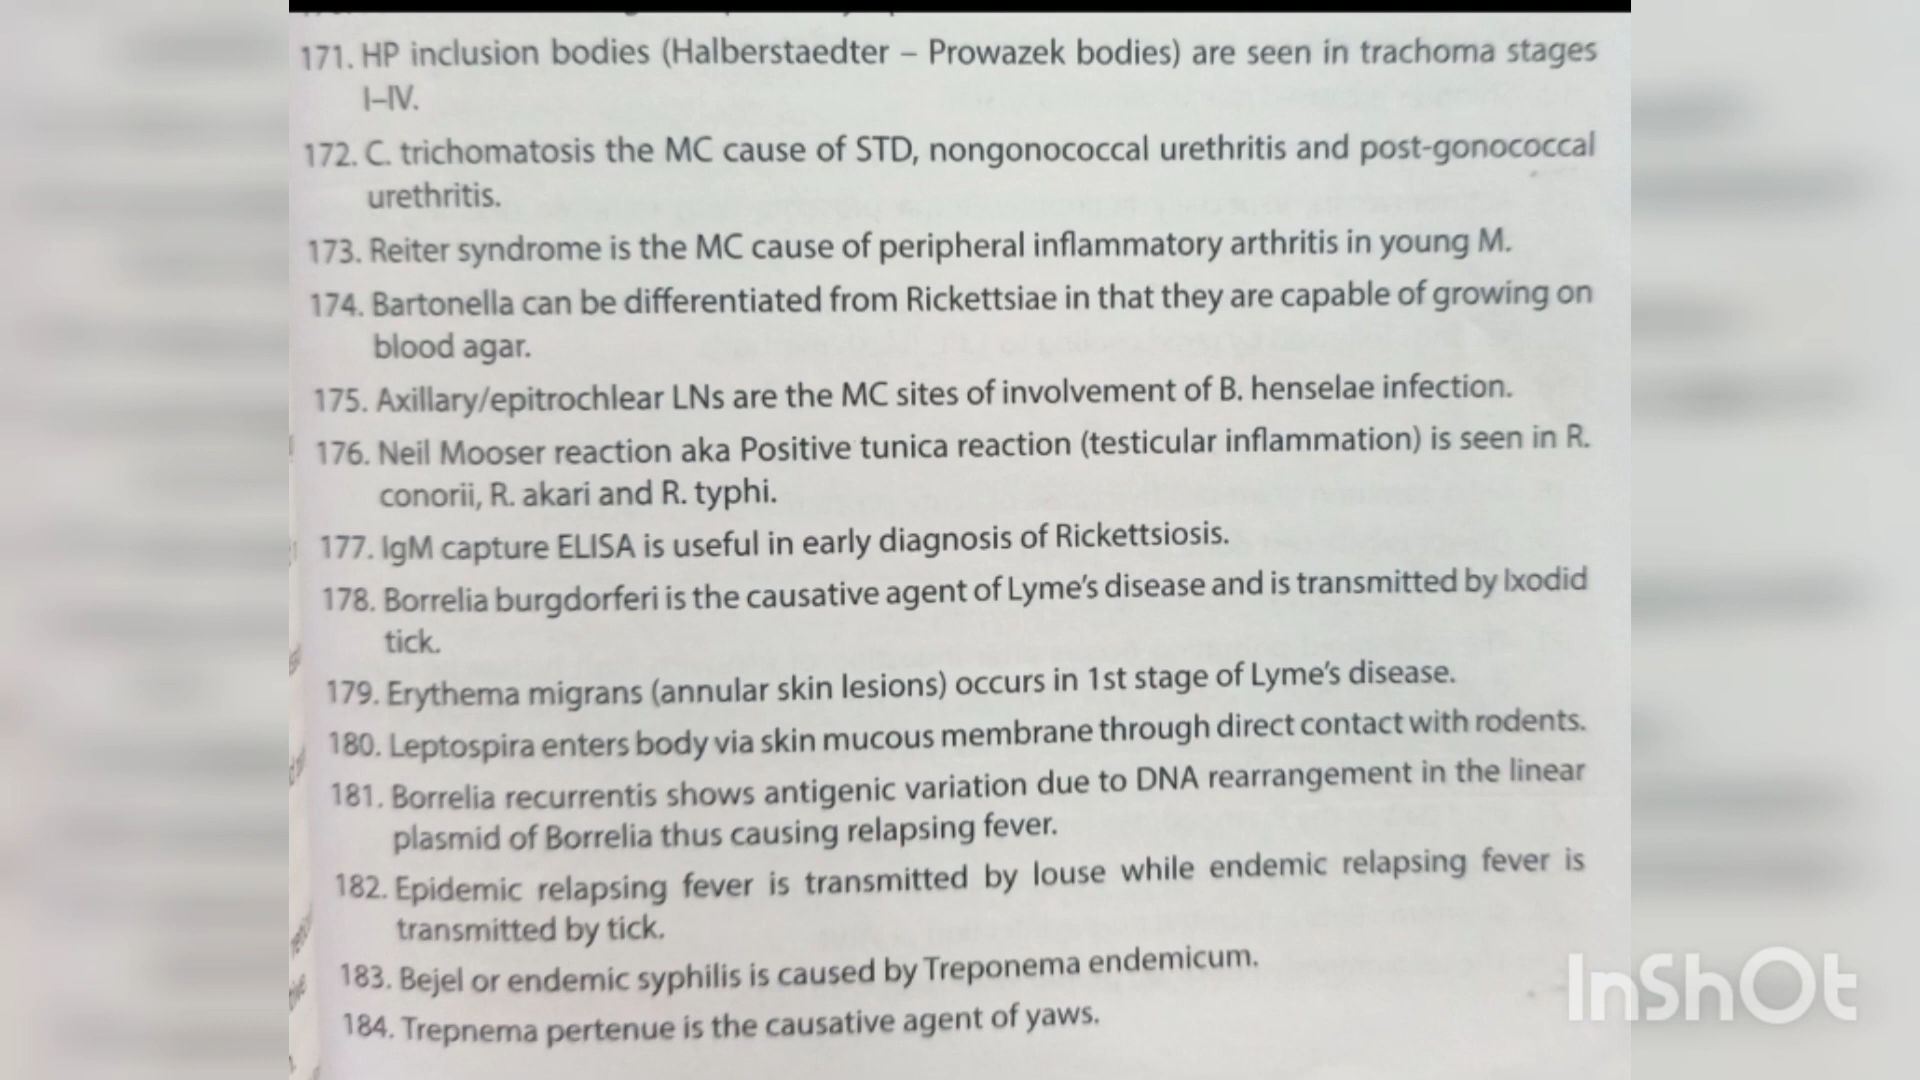 171. HP inclusion bodies (Halberstaedter – Prowazek bodies) are seen in trachoma stages
I–IV.
172. C. trichomatosis the MC cause of STD, nongonococcal urethritis and post-gonococcal
urethritis.
173. Reiter syndrome is the MC cause of peripheral inflammatory arthritis in young M.
174. Bartonella can be differentiated from Rickettsiae in that they are capable of growing on
blood agar.
175. Axillary/epitrochlear LNs are the MC sites of involvement of B. henselae infection.
176. Neil Mooser reaction aka Positive tunica reaction (testicular inflammation) is seen in R.
conorii, R. akari and R. typhi.
177. IgM capture ELISA is useful in early diagnosis of Rickettsiosis.
178. Borrelia burgdorferi is the causative agent of Lyme's disease and is transmitted by Ixodid
tick.
179. Erythema migrans (annular skin lesions) occurs in 1st stage of Lyme's disease.
180. Leptospira enters body via skin mucous membrane through direct contact with rodents.
181. Borrelia recurrentis shows antigenic variation due to DNA rearrangement in the linear
plasmid of Borrelia thus causing relapsing fever.
182. Epidemic relapsing fever is transmitted by louse while endemic relapsing fever is
transmitted by tick.
183. Bejel or endemic syphilis is caused by Treponema endemicum.
184. Trepnema pertenue is the causative agent of yaws.
InShOt